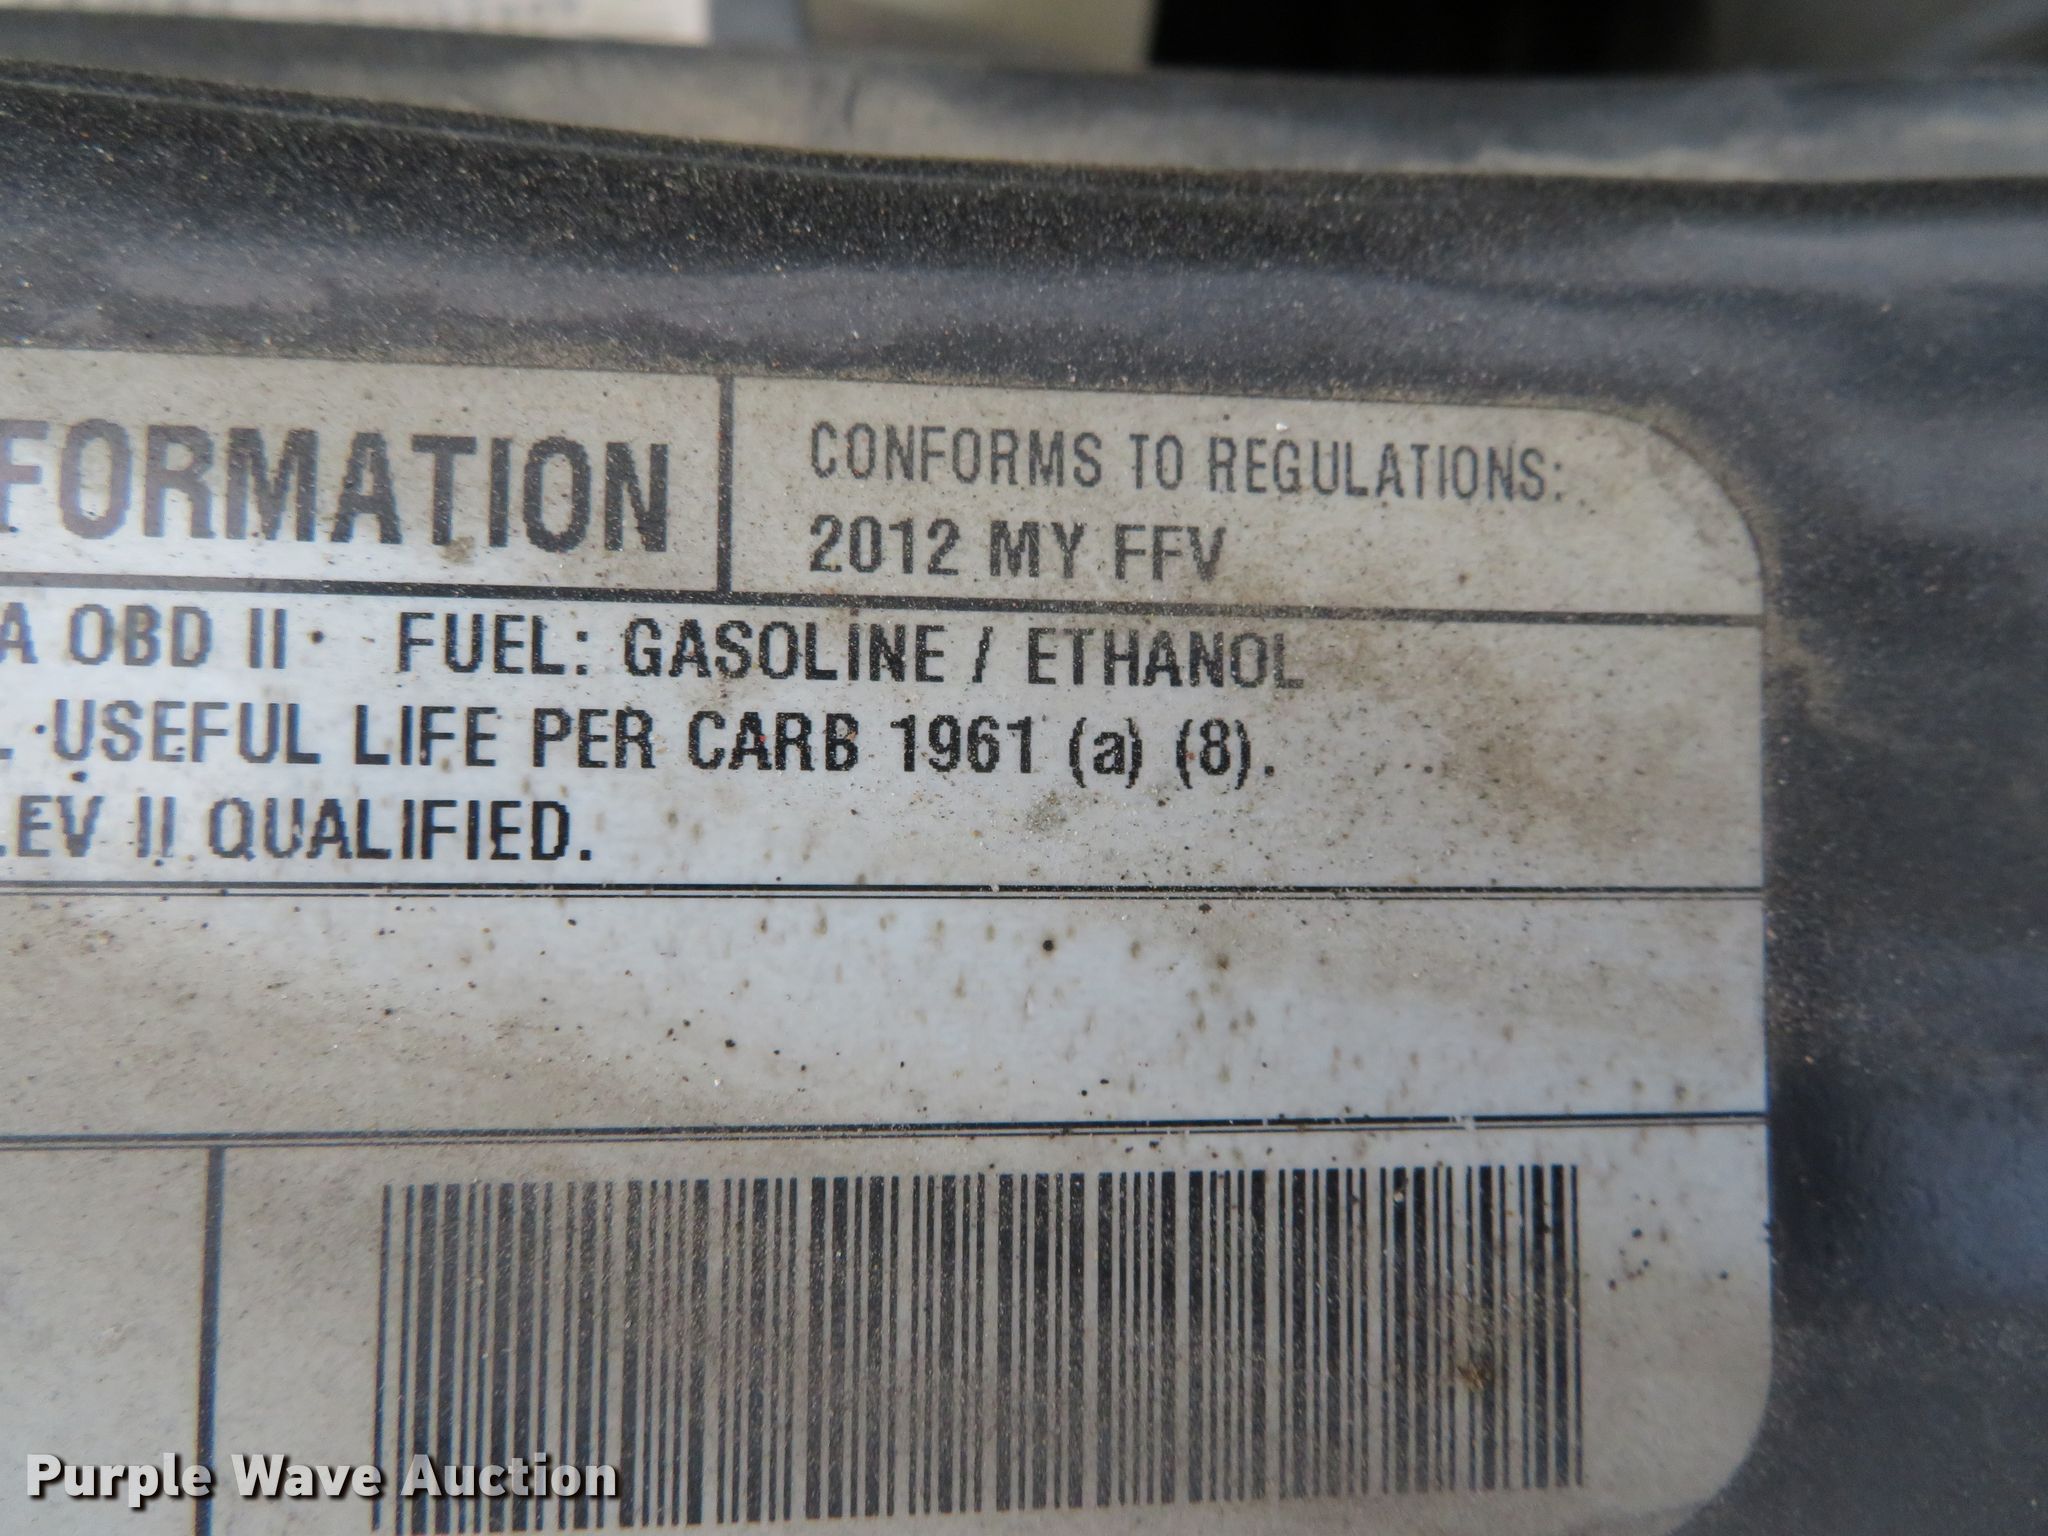 FORMATION
CONFORMS TO REGULATIONS:
2012 MY FFV
A OBD II · FUEL: GASOLINE / ETHANOL
. · USEFUL LIFE PER CARB 1961 (a) (8).
EV II QUALIFIED.
Purple Wave Auction